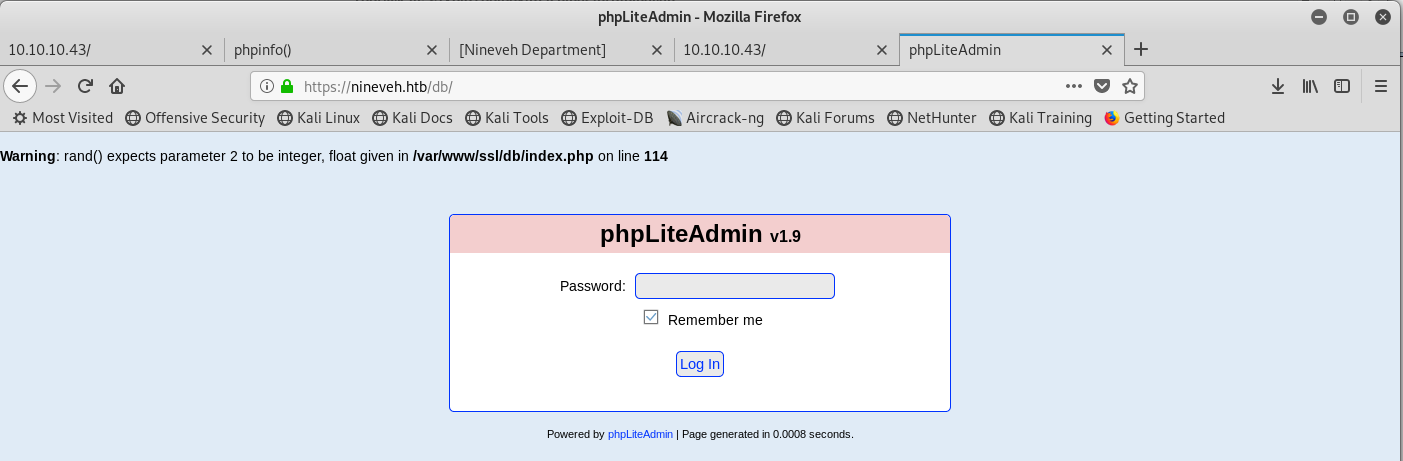 phpLiteAdmin - Mozilla Firefox
10.10.10.43/ phpinfo() [Nineveh Department] 10.10.10.43/ phpLiteAdmin
https://nineveh.htb/db/
Most Visited Offensive Security Kali Linux Kali Docs Kali Tools Exploit-DB Aircrack-ng Kali Forums NetHunter Kali Training Getting Started
Warning: rand() expects parameter 2 to be integer, float given in /var/www/ssl/db/index.php on line 114
phpLiteAdmin v1.9
Password:
Remember me
Log In
Powered by phpLiteAdmin | Page generated in 0.0008 seconds.